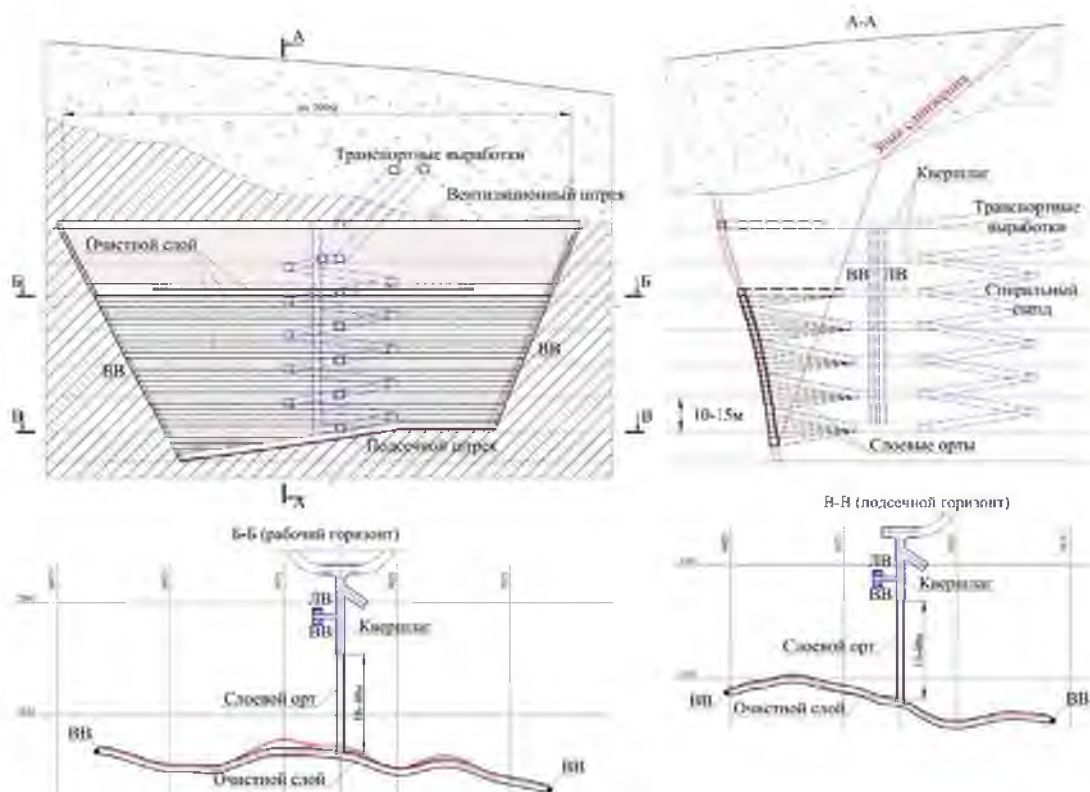 А
Транспортные выработки
Вентиляционный штрек
Очистной слой
Б
Б
ВВ
ВВ
В
В
Подсечной штрек
А
А-А
Угол сдвижения
Квершлаг
Транспортные
выработки
ВВ
ЛВ
Спиральный
съезд
10-15м
Слоевые орты
Б-Б (рабочий горизонт)
ЛВ
ВВ
Квершлаг
Слоевой орт
ВВ
Очистной слой
ВВ
В-В (подсечной горизонт)
ЛВ
ВВ
Квершлаг
Слоевой орт
ВВ
Очистной слой
ВВ